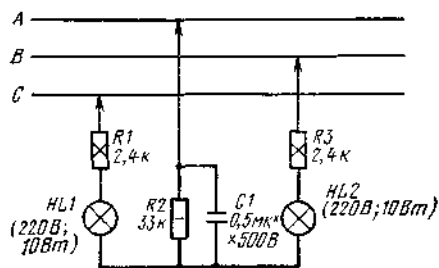 A
B
C
R1
2,4к
R3
2,4к
HL1
(220В;
10Вт)
R2
33к
C1
0,5мк×
×500В
HL2
(220В; 10Вт)